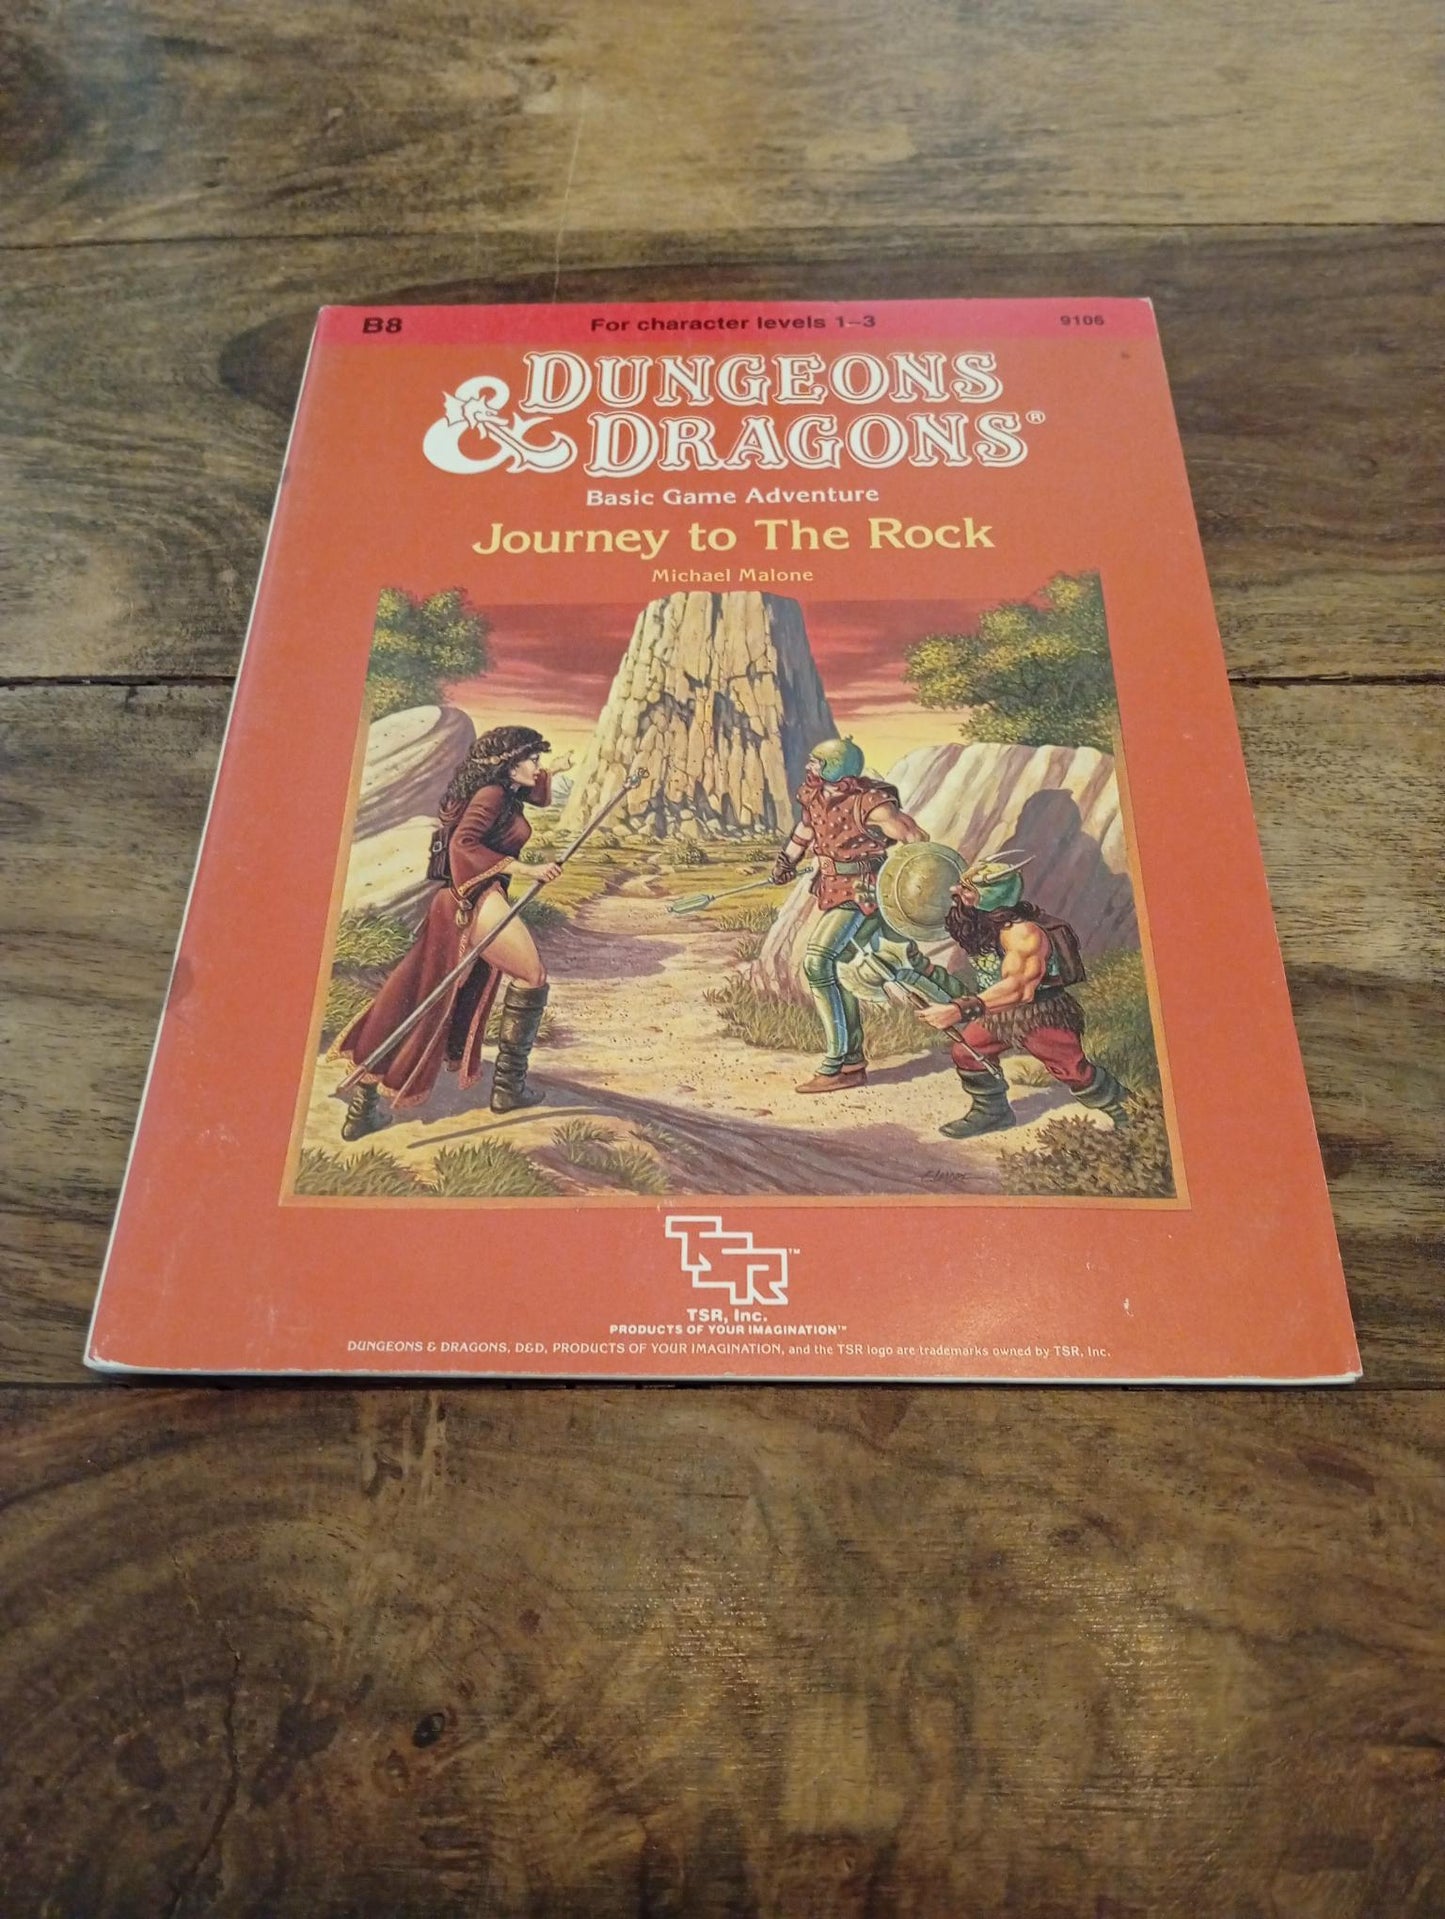 B8 For character levels 1–3 9106
DUNGEONS
& DRAGONS®
Basic Game Adventure
Journey to The Rock
Michael Malone
TSR™
TSR, Inc.
PRODUCTS OF YOUR IMAGINATION™
DUNGEONS & DRAGONS, D&D, PRODUCTS OF YOUR IMAGINATION, and the TSR logo are trademarks owned by TSR, Inc.